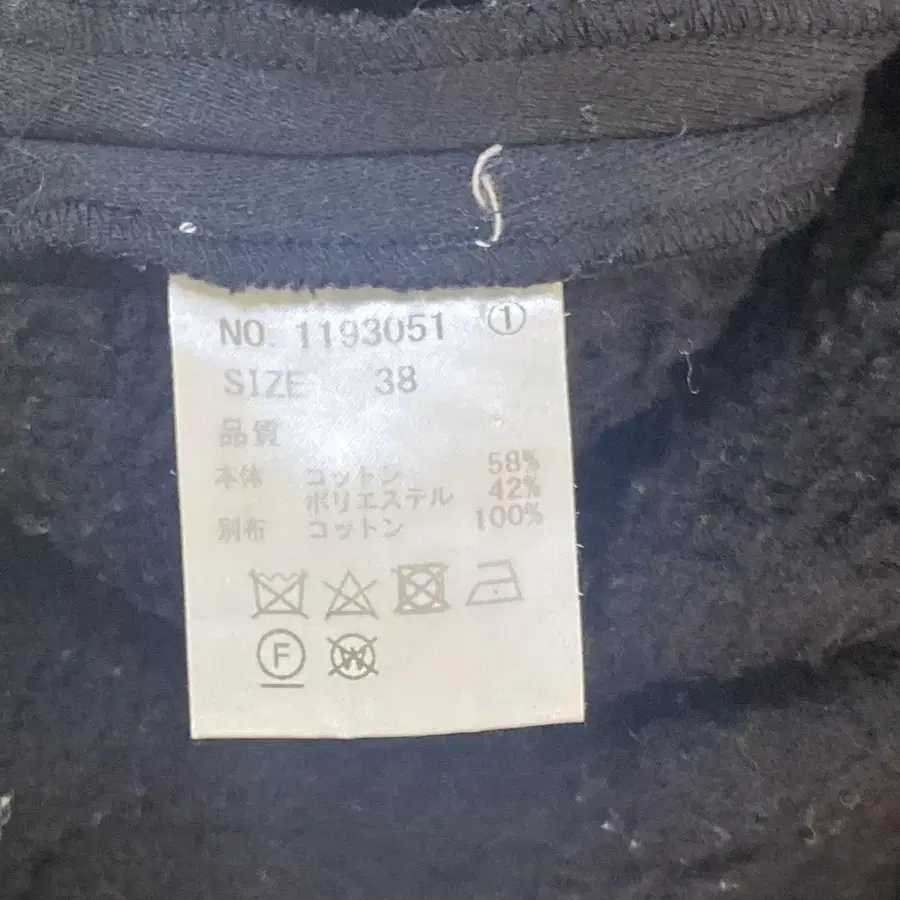 NO. 1193051 ①
SIZE 38
品質
本体 コットン 58%
ポリエステル 42%
別布 コットン 100%
F
W